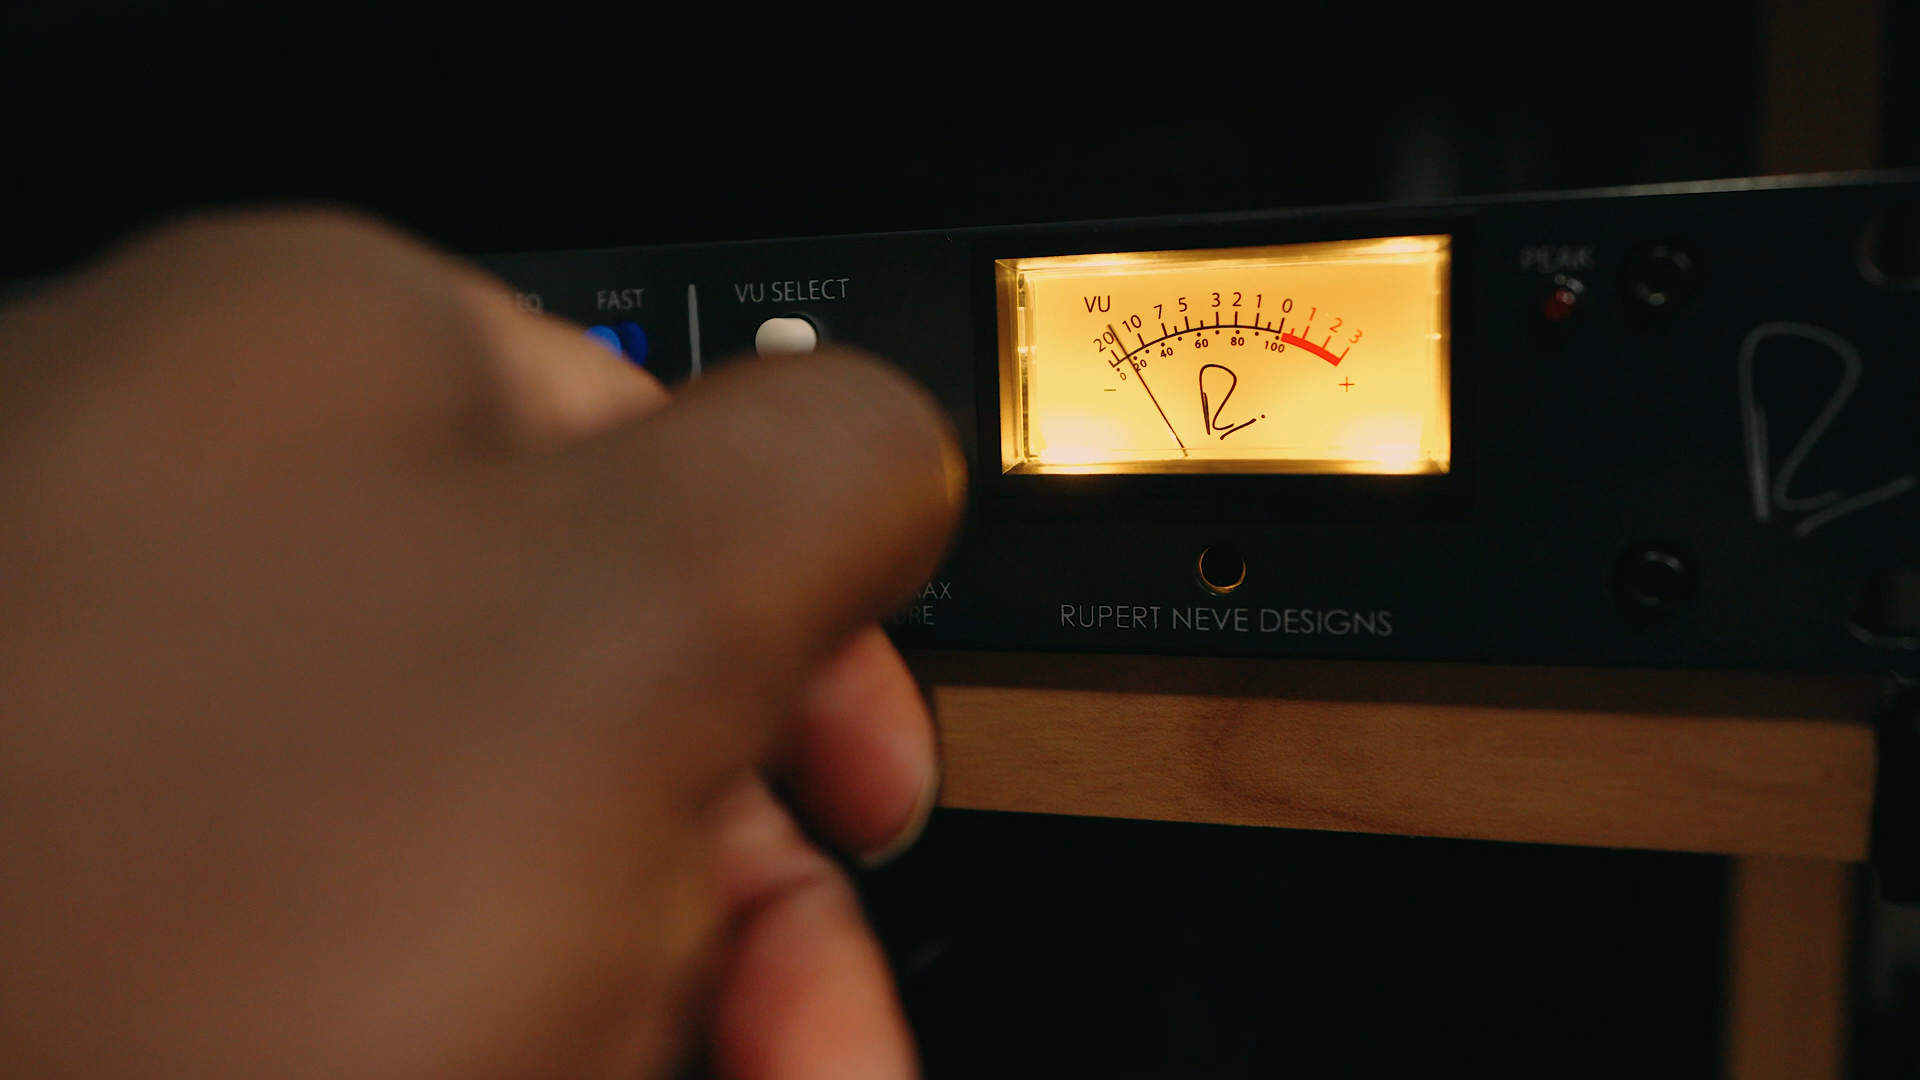 FAST
VU SELECT
VU
20 10 7 5 3 2 1 0 1 2 3
0 20 40 60 80 100
- +
R.
PEAK
RUPERT NEVE DESIGNS
R